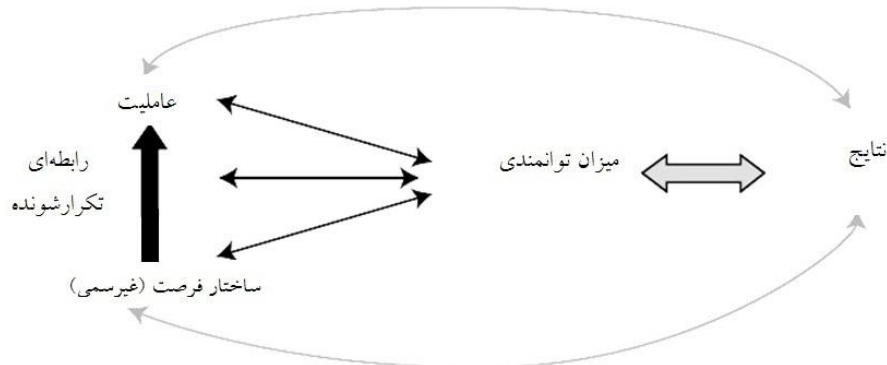 عاملیت
رابطه‌ای
تکرارشونده
ساختار فرصت (غیررسمی)
میزان توانمندی
نتایج